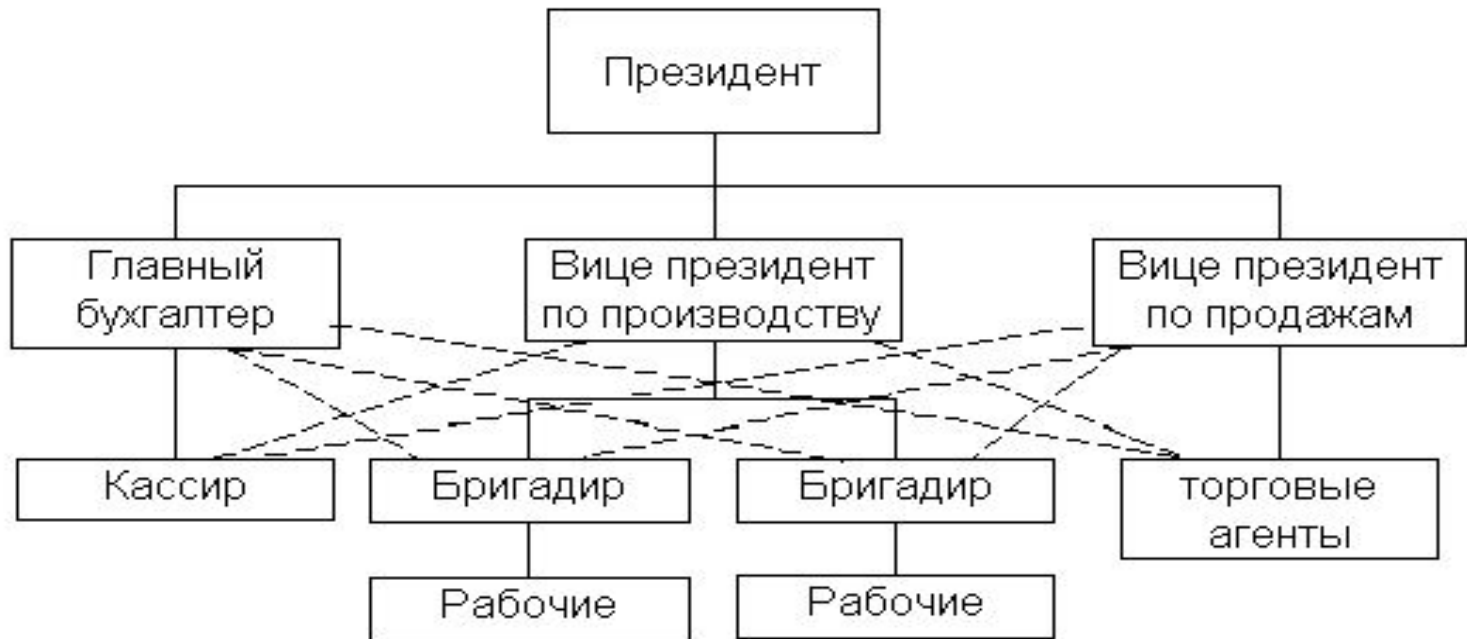 Президент
Главный
бухгалтер
Вице президент
по производству
Вице президент
по продажам
Кассир
Бригадир
Бригадир
торговые
агенты
Рабочие
Рабочие